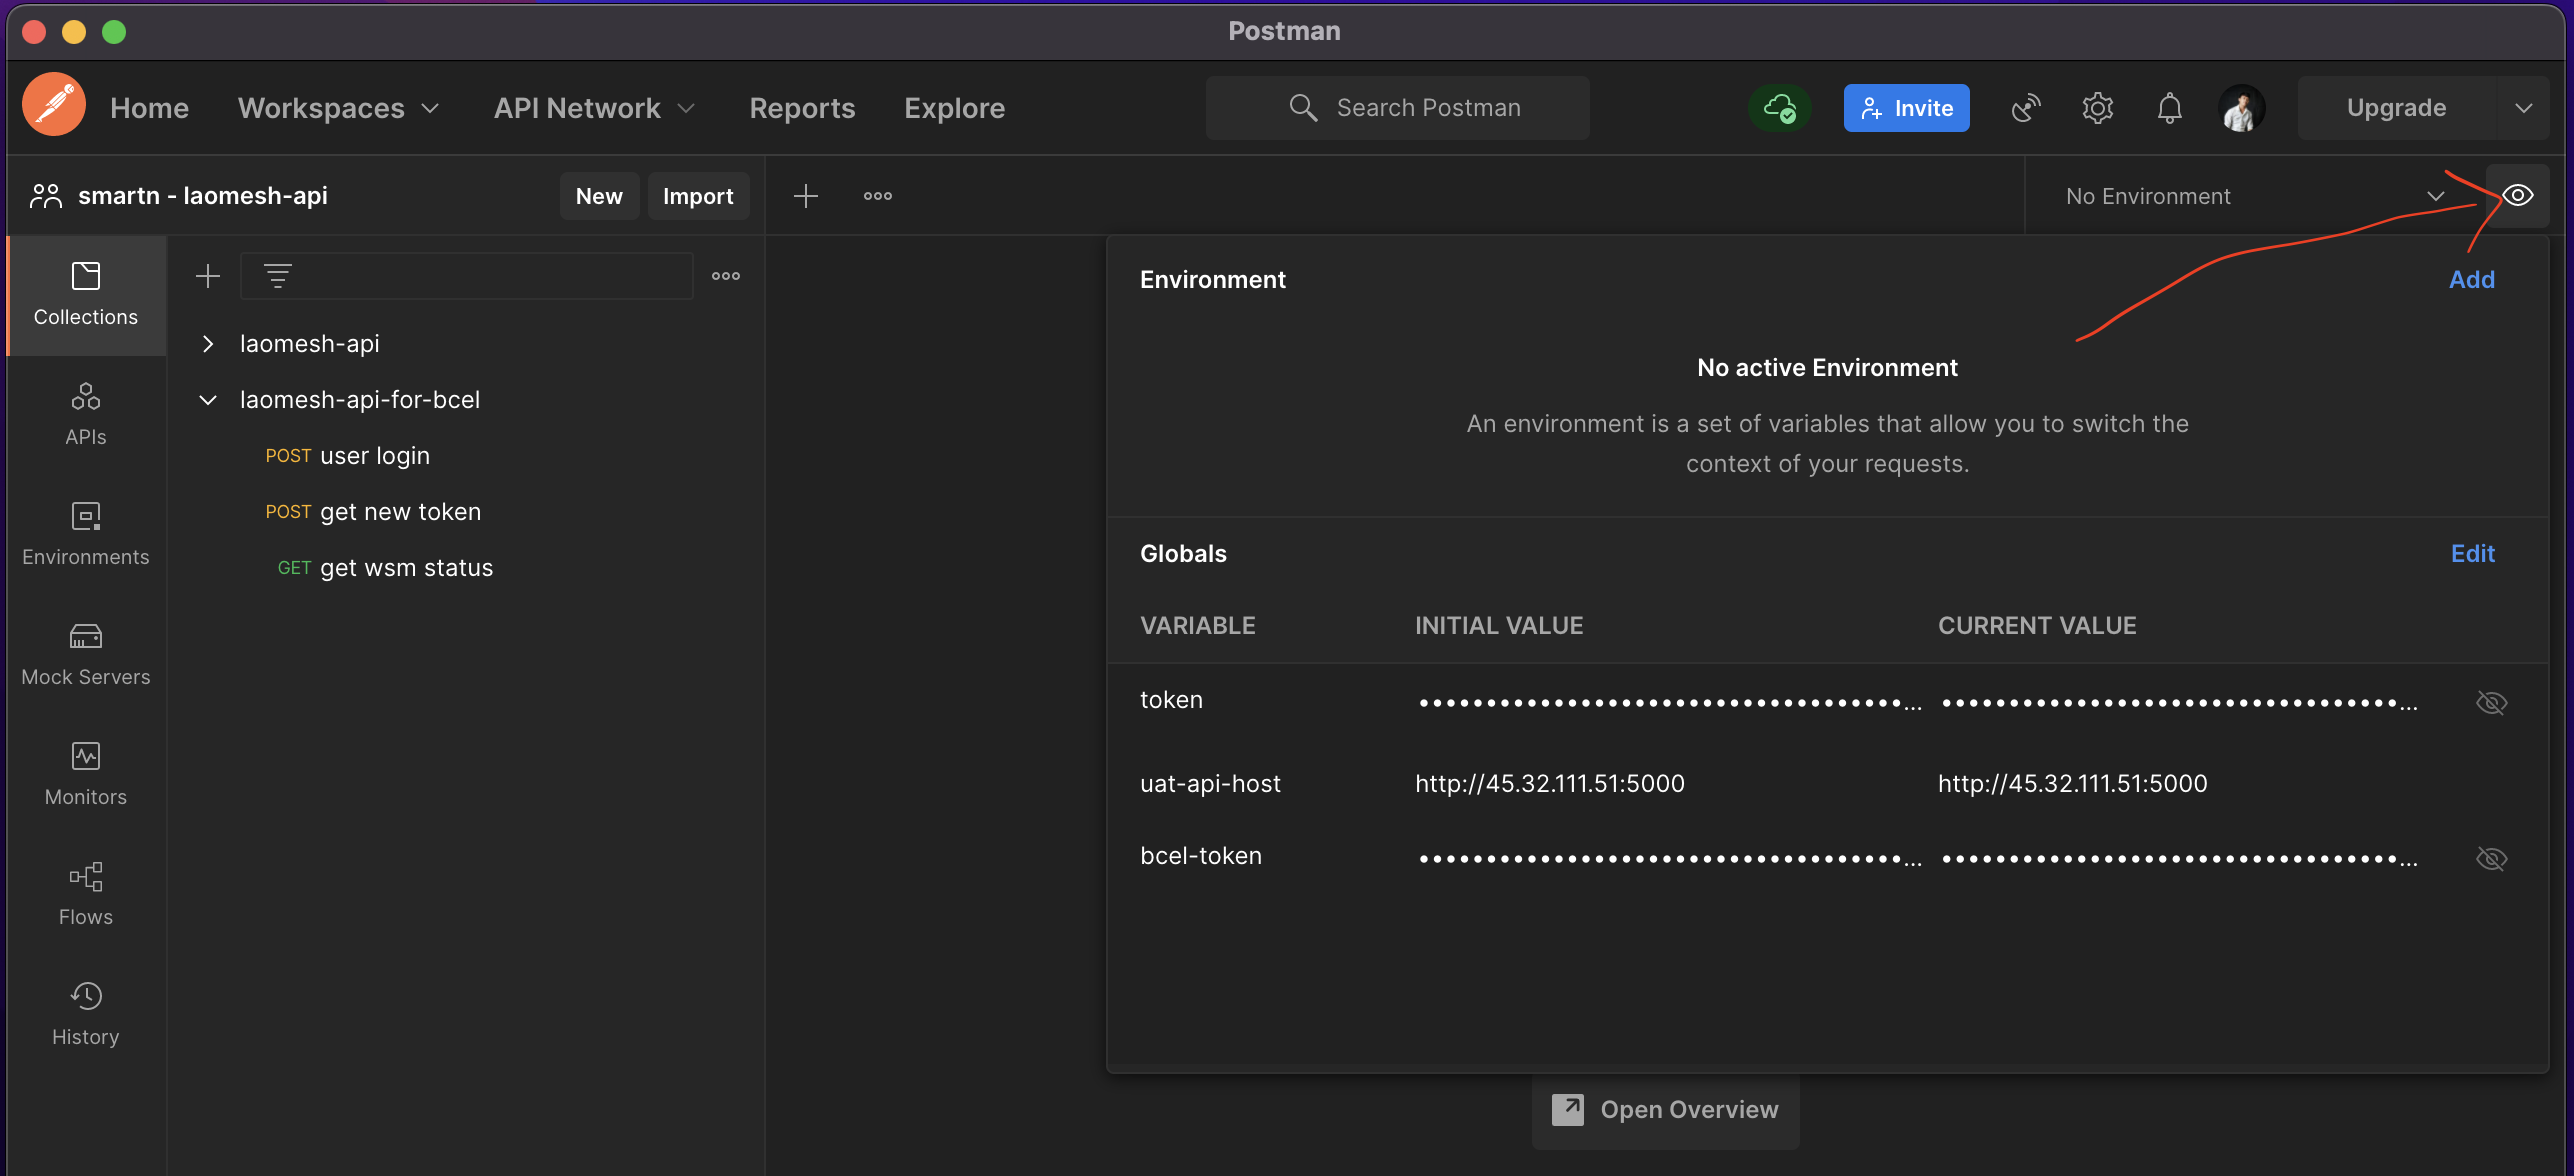 Postman
Home Workspaces API Network Reports Explore Search Postman Invite Upgrade
smartn - laomesh-api New Import No Environment
Collections
APIs
Environments
Mock Servers
Monitors
Flows
History
laomesh-api
laomesh-api-for-bcel
POST user login
POST get new token
GET get wsm status
Environment Add
No active Environment
An environment is a set of variables that allow you to switch the
context of your requests.
Globals Edit
VARIABLE INITIAL VALUE CURRENT VALUE
token
uat-api-host http://45.32.111.51:5000 http://45.32.111.51:5000
bcel-token
Open Overview